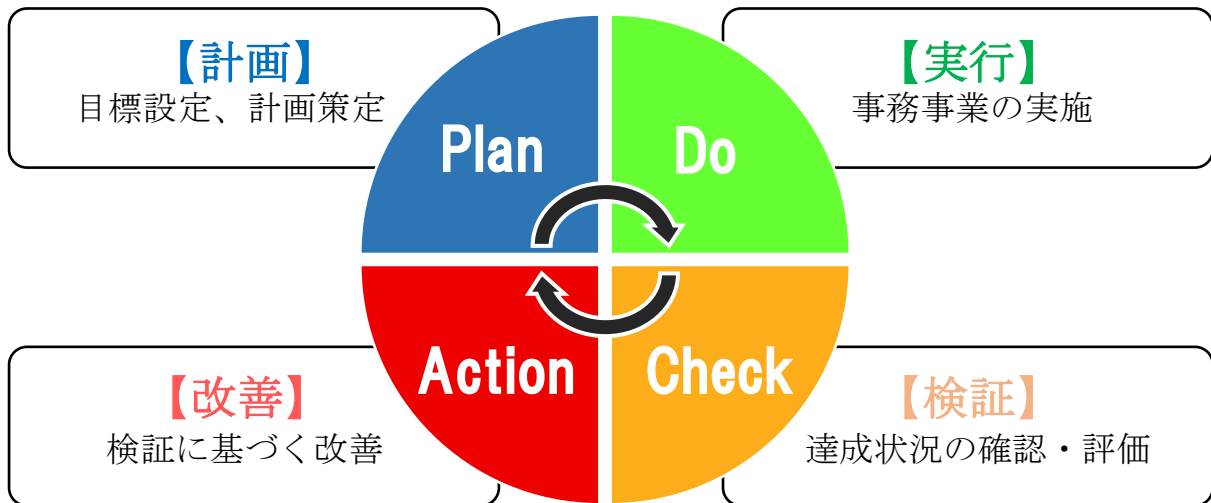 【計画】
目標設定、計画策定
Plan
Do
【実行】
事務事業の実施
Action
【改善】
検証に基づく改善
Check
【検証】
達成状況の確認・評価